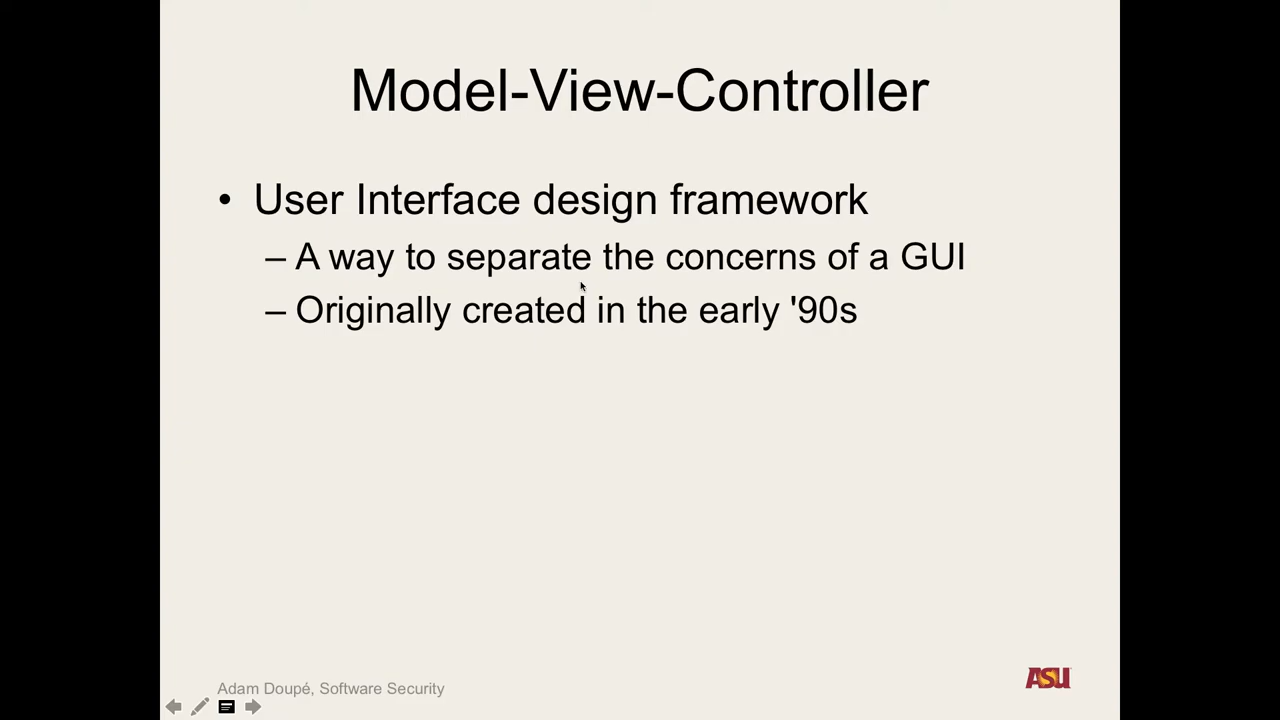 Model-View-Controller
• User Interface design framework
– A way to separate the concerns of a GUI
– Originally created in the early '90s
Adam Doupé, Software Security
ASU